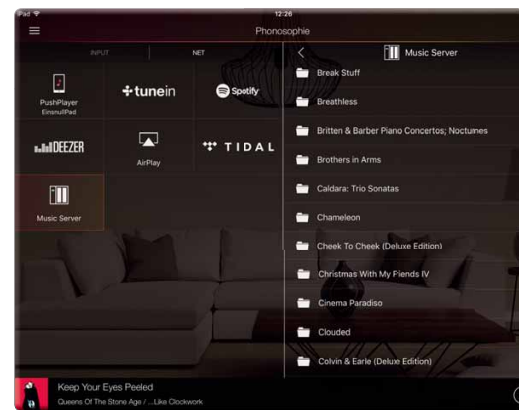 iPad 12:26
Phonosophie
INPUT NET
PushPlayer
EinsnullPad
tunein
Spotify
DEEZER
AirPlay
TIDAL
Music Server
Music Server
Break Stuff
Breathless
Britten & Barber Piano Concertos; Noctumes
Brothers in Arms
Caldara: Trio Sonatas
Chameleon
Cheek To Cheek (Deluxe Edition)
Christmas With My Fiends IV
Cinema Paradiso
Clouded
Colvin & Earle (Deluxe Edition)
Keep Your Eyes Peeled
Queens Of The Stone Age / ...Like Clockwork